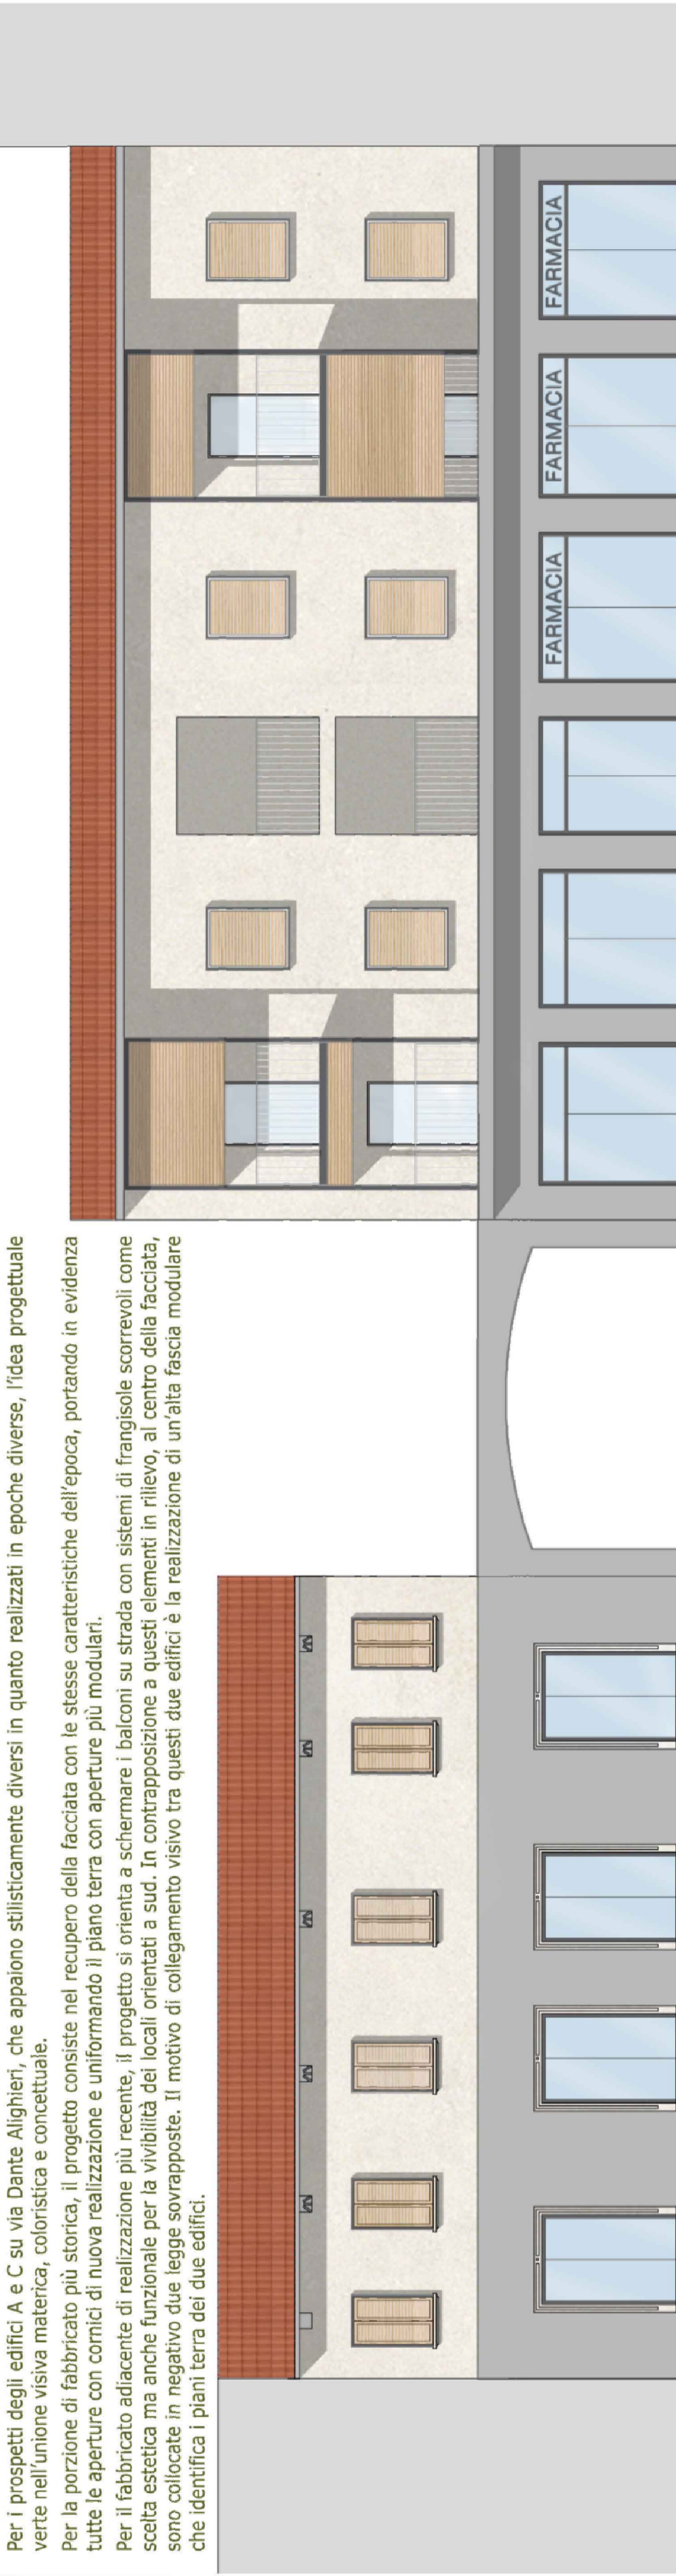 Per i prospetti degli edifici A e C su via Dante Alighieri, che appaiono stilisticamente diversi in quanto realizzati in epoche diverse, l'idea progettuale
verte nell'unione visiva materica, coloristica e concettuale.
Per la porzione di fabbricato più storica, il progetto consiste nel recupero della facciata con le stesse caratteristiche dell'epoca, portando in evidenza
tutte le aperture con cornici di nuova realizzazione e uniformando il piano terra con aperture più modulari.
Per il fabbricato adiacente di realizzazione più recente, il progetto si orienta a schermare i balconi su strada con sistemi di frangisole scorrevoli come
scelta estetica ma anche funzionale per la vivibilità dei locali orientati a sud. In contrapposizione a questi elementi in rilievo, al centro della facciata,
sono collocate in negativo due legge sovrapposte. Il motivo di collegamento visivo tra questi due edifici è la realizzazione di un'alta fascia modulare
che identifica i piani terra dei due edifici.
FARMACIA
FARMACIA
FARMACIA